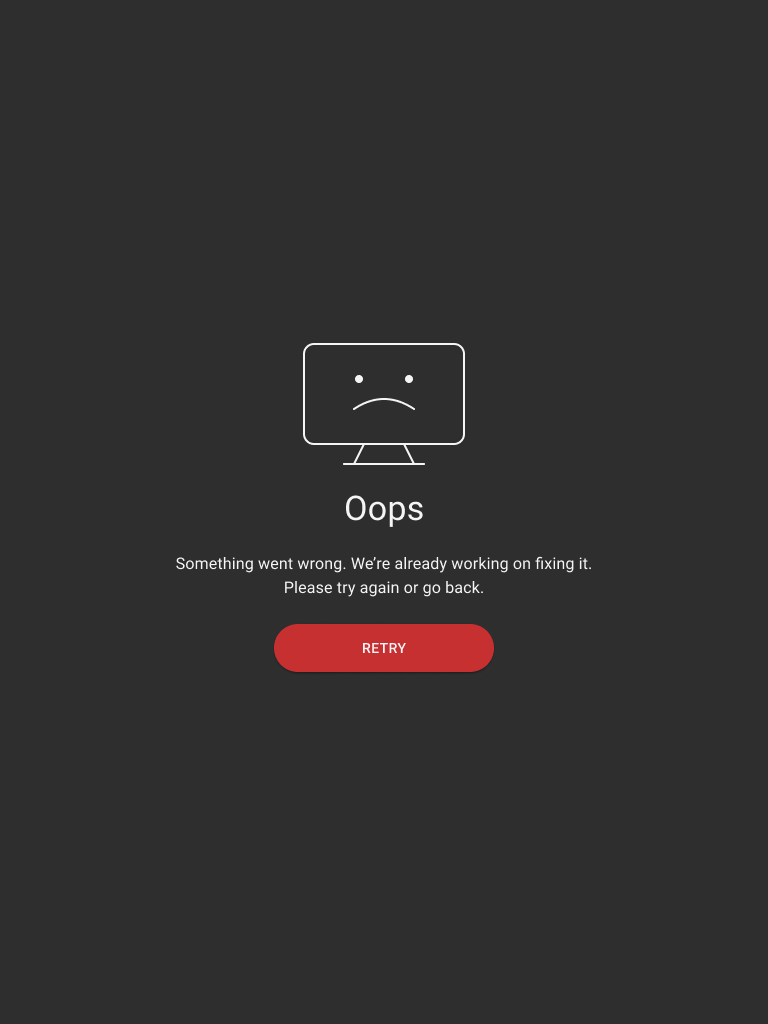 Oops
Something went wrong. We’re already working on fixing it.
Please try again or go back.
RETRY